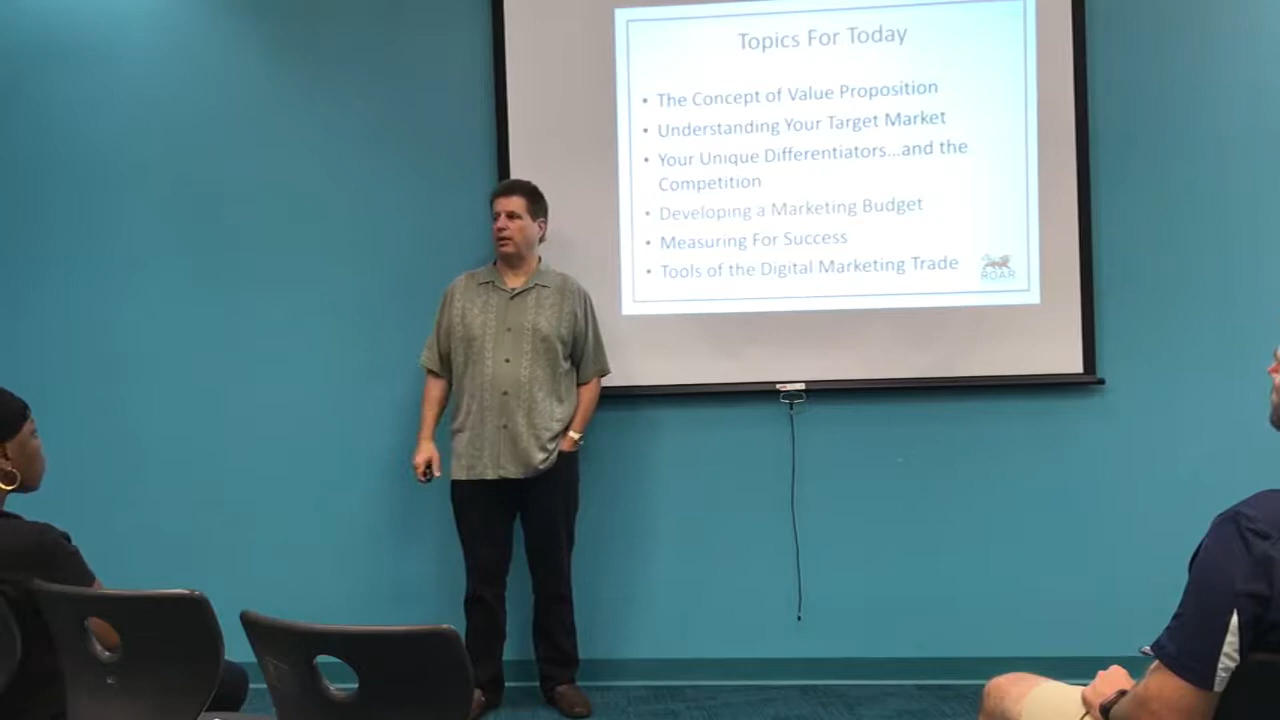 Topics For Today
• The Concept of Value Proposition
• Understanding Your Target Market
• Your Unique Differentiators...and the
Competition
• Developing a Marketing Budget
• Measuring For Success
• Tools of the Digital Marketing Trade
ROAR